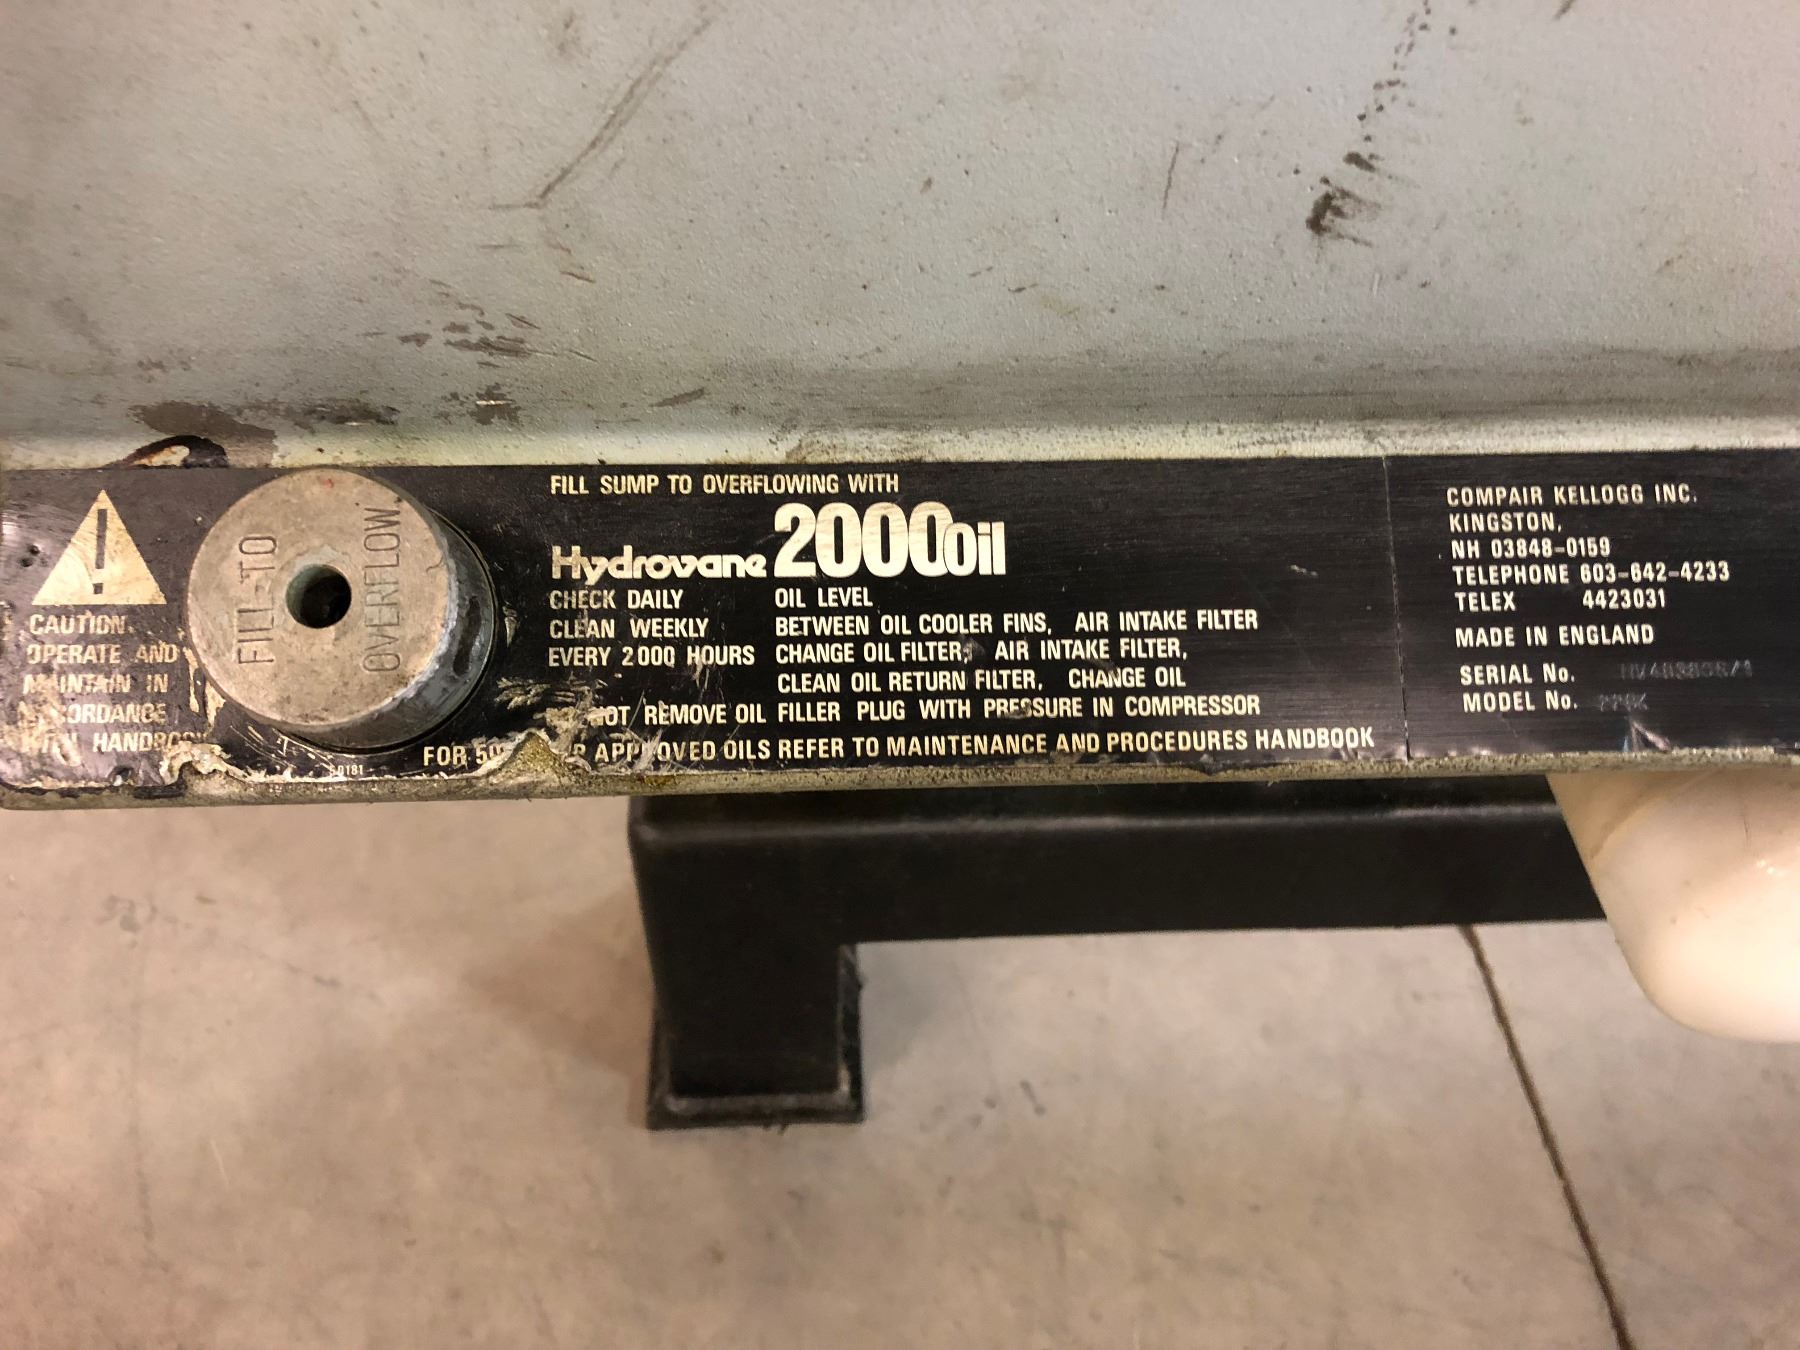 CAUTION
OPERATE AND
MAINTAIN IN
WITH
FILL TO
OVERFLOW
FILL SUMP TO OVERFLOWING WITH
Hydrovane 2000 Oil
CHECK DAILY OIL LEVEL
CLEAN WEEKLY BETWEEN OIL COOLER FINS, AIR INTAKE FILTER
EVERY 2000 HOURS CHANGE OIL FILTER, AIR INTAKE FILTER,
CLEAN OIL RETURN FILTER, CHANGE OIL
NOT REMOVE OIL FILLER PLUG WITH PRESSURE IN COMPRESSOR
FOR APPROVED OILS REFER TO MAINTENANCE AND PROCEDURES HANDBOOK
COMPAIR KELLOGG INC.
KINGSTON,
NH 03848-0159
TELEPHONE 603-642-4233
TELEX 4423031
MADE IN ENGLAND
SERIAL No.
MODEL No.